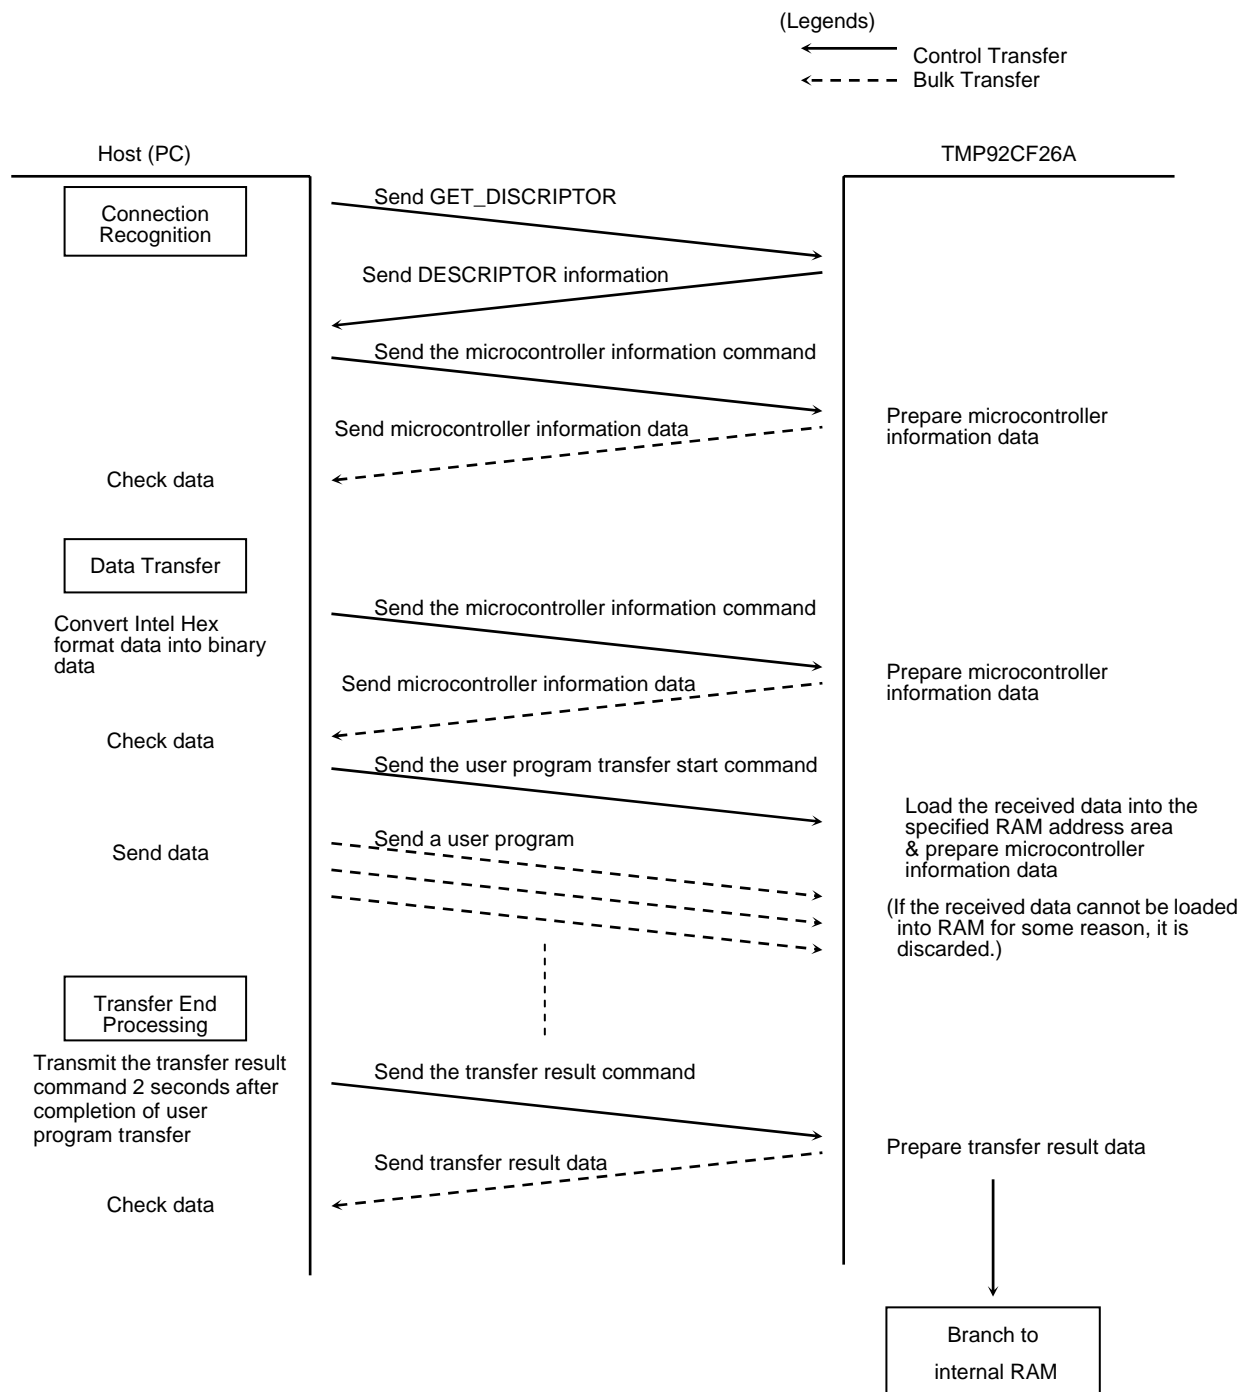 (Legends)
Control Transfer
Bulk Transfer
Host (PC)
TMP92CF26A
Connection
Recognition
Send GET_DISCRIPTOR
Send DESCRIPTOR information
Send the microcontroller information command
Prepare microcontroller
information data
Send microcontroller information data
Check data
Data Transfer
Convert Intel Hex
format data into binary
data
Send the microcontroller information command
Prepare microcontroller
information data
Send microcontroller information data
Check data
Send the user program transfer start command
Load the received data into the
specified RAM address area
& prepare microcontroller
information data
Send a user program
Send data
(If the received data cannot be loaded
into RAM for some reason, it is
discarded.)
Transfer End
Processing
Transmit the transfer result
command 2 seconds after
completion of user
program transfer
Send the transfer result command
Prepare transfer result data
Send transfer result data
Check data
Branch to
internal RAM